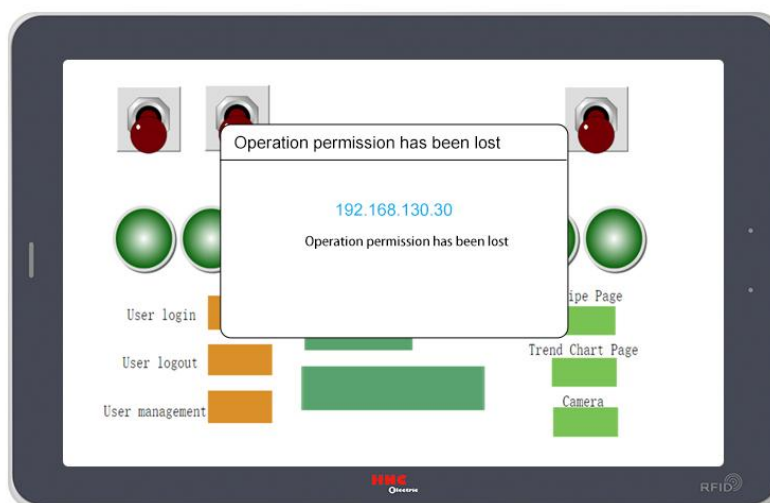 Operation permission has been lost
192.168.130.30
Operation permission has been lost
User login
ipe Page
User logout
Trend Chart Page
User management
Camera
HMC
Electric
RFID